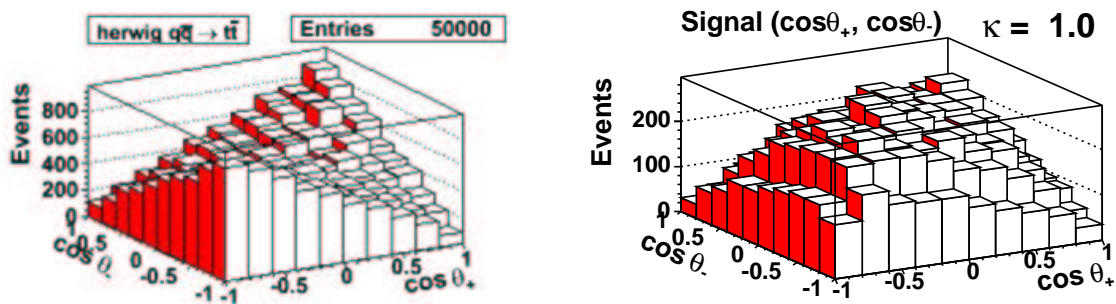 herwig qq̅ → tt̅
Entries 50000
Events
800
600
400
200
0
1
0.5
0
-0.5
-1
cos θ-
-1
-0.5
0
0.5
1
cos θ+
Signal (cosθ+, cosθ-)
κ = 1.0
Events
200
100
0
1
0.5
0
-0.5
-1
cos θ-
-1
-0.5
0
0.5
1
cos θ+